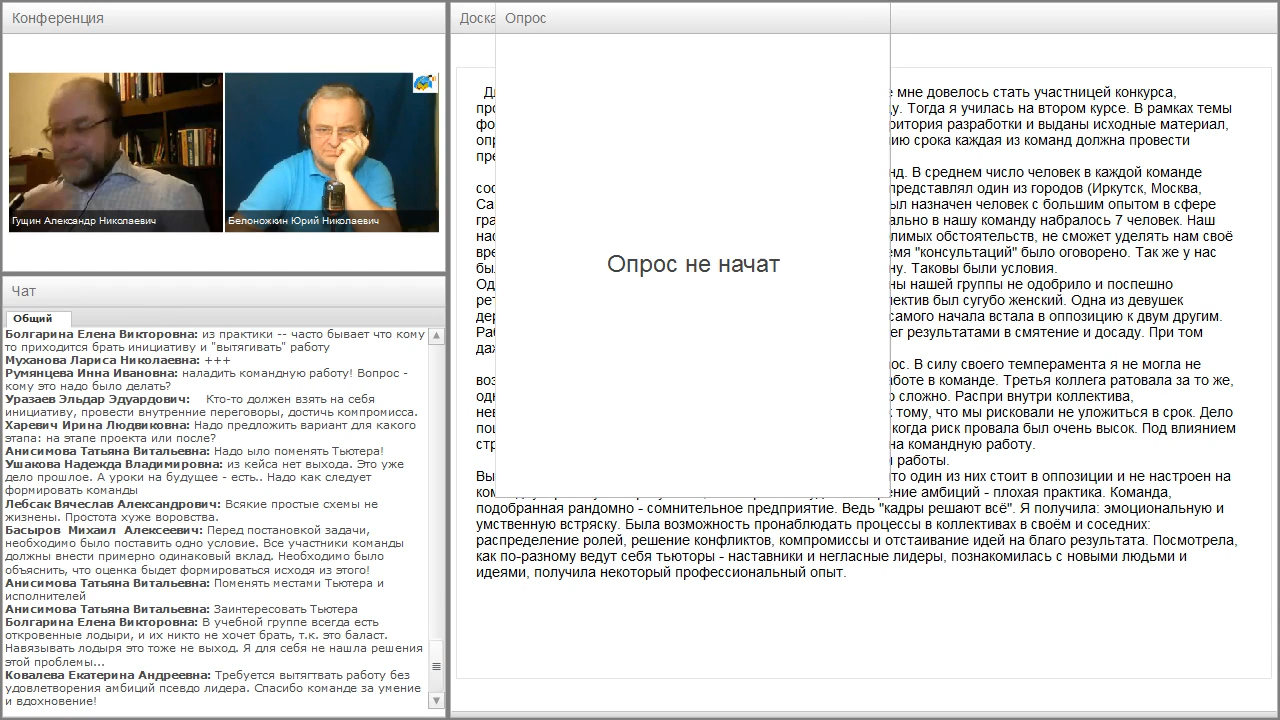 Конференция
Гущин Александр Николаевич
Белоножкин Юрий Николаевич
Чат
Общий
Болгарина Елена Викторовна: из практики -- часто бывает что кому
то приходится брать инициативу и "вытягивать" работу
Муханова Лариса Николаевна: +++
Румянцева Инна Ивановна: наладить командную работу! Вопрос -
кому это надо было делать?
Уразаев Эльдар Эдуардович: Кто-то должен взять на себя
инициативу, провести внутренние переговоры, достичь компромисса.
Харевич Ирина Людвиковна: Надо предложить вариант для какого
этапа: на этапе проекта или после?
Анисимова Татьяна Витальевна: Надо ыло поменять Тьютера!
Ушакова Надежда Владимировна: из кейса нет выхода. Это уже
дело прошлое. А уроки на будущее - есть.. Надо как следует
формировать команды
Лебсак Вячеслав Александрович: Всякие простые схемы не
жизнены. Простота хуже воровства.
Басыров Михаил Алексеевич: Перед постановкой задачи,
необходимо было поставить одно условие. Все участники команды
должны внести примерно одинаковый вклад. Необходимо было
объяснить, что оценка быдет формироваться исходя из этого!
Анисимова Татьяна Витальевна: Поменять местами Тьютера и
исполнителей
Анисимова Татьяна Витальевна: Заинтересовать Тьютера
Болгарина Елена Викторовна: В учебной группе всегда есть
откровенные лодыри, и их никто не хочет брать, т.к. это баласт.
Навязывать лодыря это тоже не выход. Я для себя не нашла решения
этой проблемы...
Ковалева Екатерина Андреевна: Требуется вытягтвать работу без
удовлетворения амбиций псевдо лидера. Спасибо команде за умение
и вдохновение!
Доска
Опрос
Опрос не начат
мне довелось стать участницей конкурса,
Тогда я училась на втором курсе. В рамках темы
разработки и выданы исходные материал,
срока каждая из команд должна провести
В среднем число человек в каждой команде
представлял один из городов (Иркутск, Москва,
назначен человек с большим опытом в сфере
в нашу команду набралось 7 человек. Наш
обстоятельств, не сможет уделять нам своё
"консультаций" было оговорено. Так же у нас
Таковы были условия.
нашей группы не одобрило и поспешно
был сугубо женский. Одна из девушек
самого начала встала в оппозицию к двум другим.
результатами в смятение и досаду. При том
В силу своего темперамента я не могла не
в команде. Третья коллега ратовала за то же,
сложно. Распри внутри коллектива,
тому, что мы рисковали не уложиться в срок. Дело
когда риск провала был очень высок. Под влиянием
на командную работу.
работы.
один из них стоит в оппозиции и не настроен на
амбиций - плохая практика. Команда,
подобранная рандомно - сомнительное предприятие. Ведь "кадры решают всё". Я получила: эмоциональную и
умственную встряску. Была возможность пронаблюдать процессы в коллективах в своём и соседних:
распределение ролей, решение конфликтов, компромиссы и отстаивание идей на благо результата. Посмотрела,
как по-разному ведут себя тьюторы - наставники и негласные лидеры, познакомилась с новыми людьми и
идеями, получила некоторый профессиональный опыт.